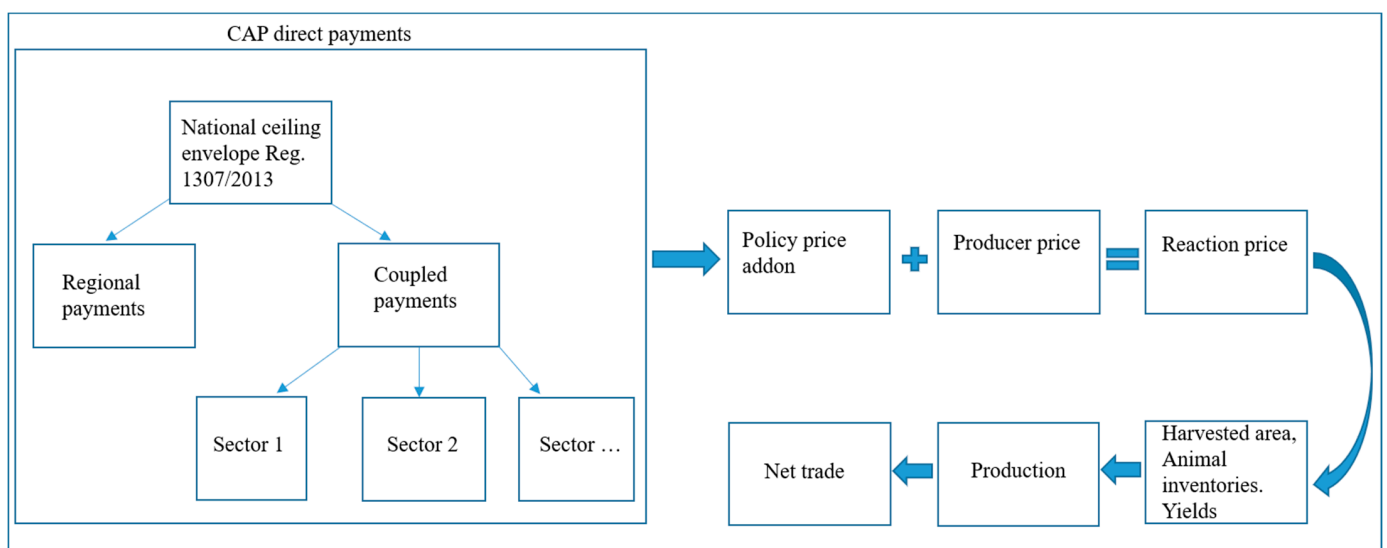 CAP direct payments
National ceiling
envelope Reg.
1307/2013
Regional
payments
Coupled
payments
Sector 1
Sector 2
Sector …
Policy price
addon
Producer price
Reaction price
Harvested area,
Animal
inventories.
Yields
Production
Net trade